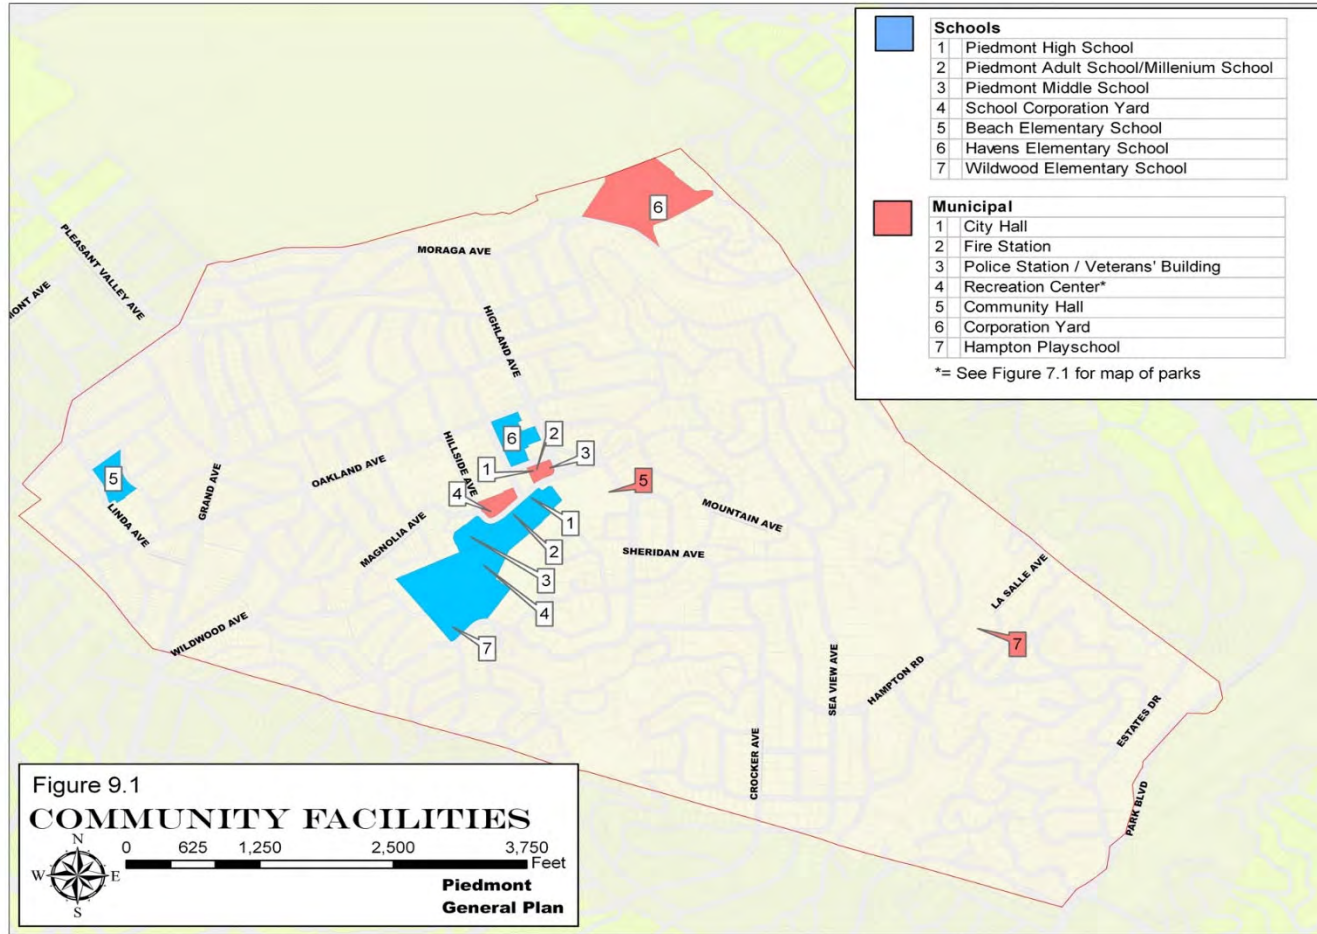 Schools
1 Piedmont High School
2 Piedmont Adult School/Millenium School
3 Piedmont Middle School
4 School Corporation Yard
5 Beach Elementary School
6 Havens Elementary School
7 Wildwood Elementary School
Municipal
1 City Hall
2 Fire Station
3 Police Station / Veterans' Building
4 Recreation Center*
5 Community Hall
6 Corporation Yard
7 Hampton Playschool
*= See Figure 7.1 for map of parks
6
PLEASANT VALLEY AVE
MORAGA AVE
MONT AVE
HIGHLAND AVE
6
2
3
1
HILLSIDE AVE
OAKLAND AVE
5
GRAND AVE
LINDA AVE
4
5
1
MOUNTAIN AVE
MAGNOLIA AVE
2
SHERIDAN AVE
3
4
LA SALLE AVE
WILDWOOD AVE
7
7
SEA VIEW AVE
HAMPTON RD
ESTATES DR
CROCKER AVE
PARK BLVD
Figure 9.1
COMMUNITY FACILITIES
N
W E
S
0 625 1,250 2,500 3,750
Feet
Piedmont
General Plan